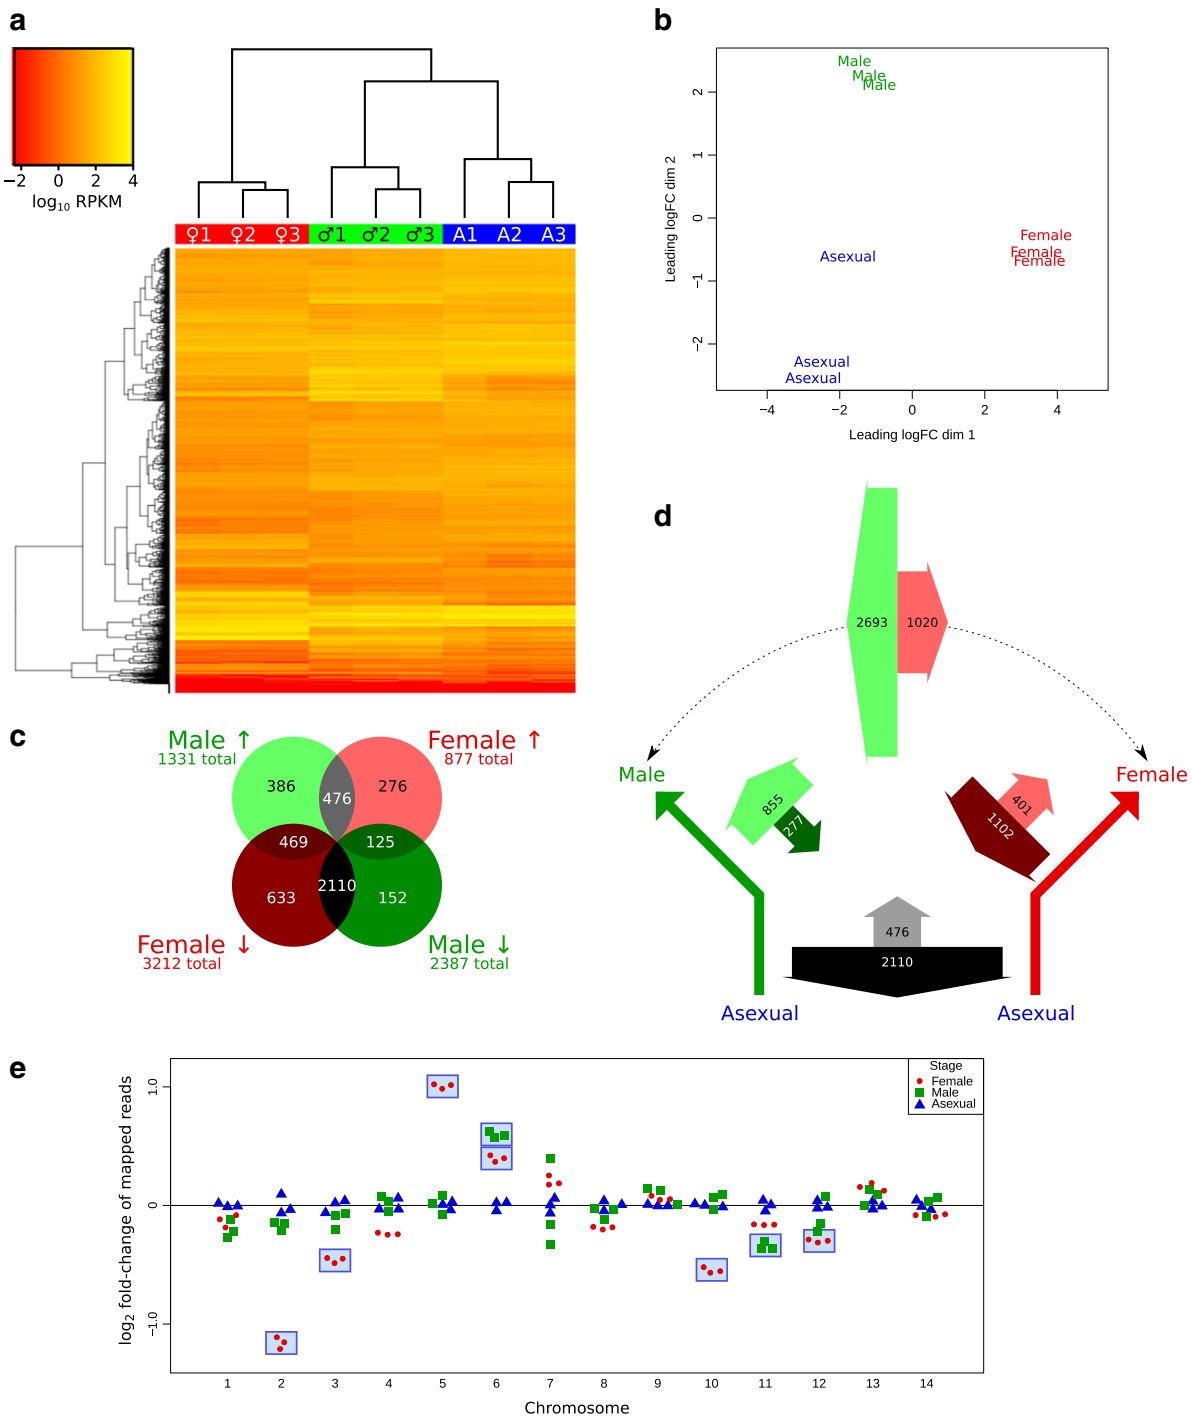 a
−2 0 2 4
log10 RPKM
♀1 ♀2 ♀3 ♂1 ♂2 ♂3 A1 A2 A3
b
Male
Male
Male
Female
Female
Female
Asexual
Asexual
Asexual
2
1
0
−1
−2
Leading logFC dim 2
−4 −2 0 2 4
Leading logFC dim 1
c
Male ↑
1331 total
Female ↑
877 total
386
476
276
469
125
633
2110
152
Female ↓
3212 total
Male ↓
2387 total
d
2693
1020
Male
Female
855
277
401
1102
476
2110
Asexual
Asexual
e
log2 fold-change of mapped reads
1.0
0
−1.0
Stage
Female
Male
Asexual
1 2 3 4 5 6 7 8 9 10 11 12 13 14
Chromosome